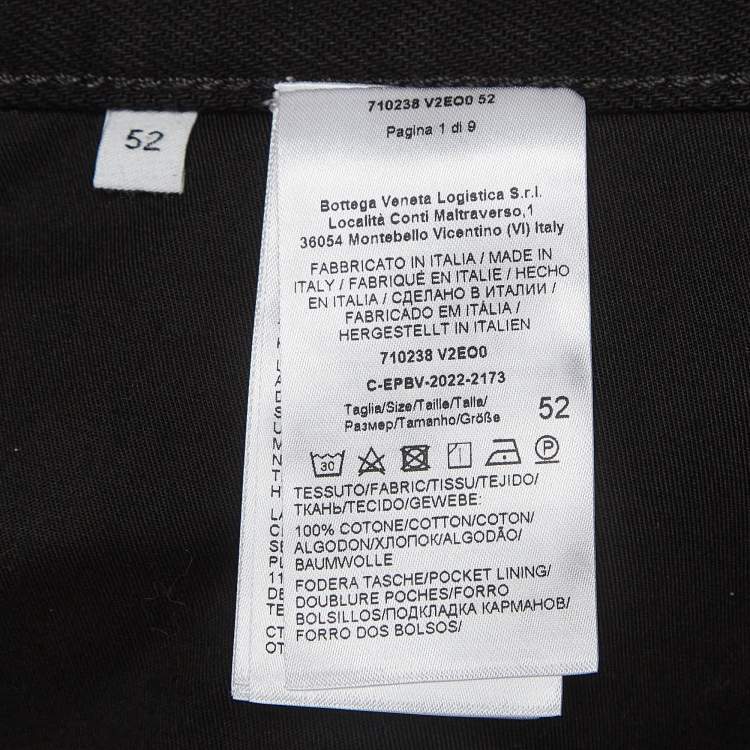 52
710238 V2EO0 52
Pagina 1 di 9
Bottega Veneta Logistica S.r.l.
Località Conti Maltraverso,1
36054 Montebello Vicentino (VI) Italy
FABBRICATO IN ITALIA / MADE IN
ITALY / FABRIQUÉ EN ITALIE / HECHO
EN ITALIA / СДЕЛАНО В ИТАЛИИ /
FABRICADO EM ITÁLIA /
HERGESTELLT IN ITALIEN
710238 V2EO0
C-EPBV-2022-2173
Taglia/Size/Taille/Talla/
Размер/Tamanho/Größe
52
30
P
TESSUTO/FABRIC/TISSU/TEJIDO/
ТКАНЬ/TECIDO/GEWEBE:
100% COTONE/COTTON/COTON/
ALGODON/ХЛОПОК/ALGODÃO/
BAUMWOLLE
FODERA TASCHE/POCKET LINING/
DOUBLURE POCHES/FORRO
BOLSILLOS/ПОДКЛАДКА КАРМАНОВ/
FORRO DOS BOLSOS/